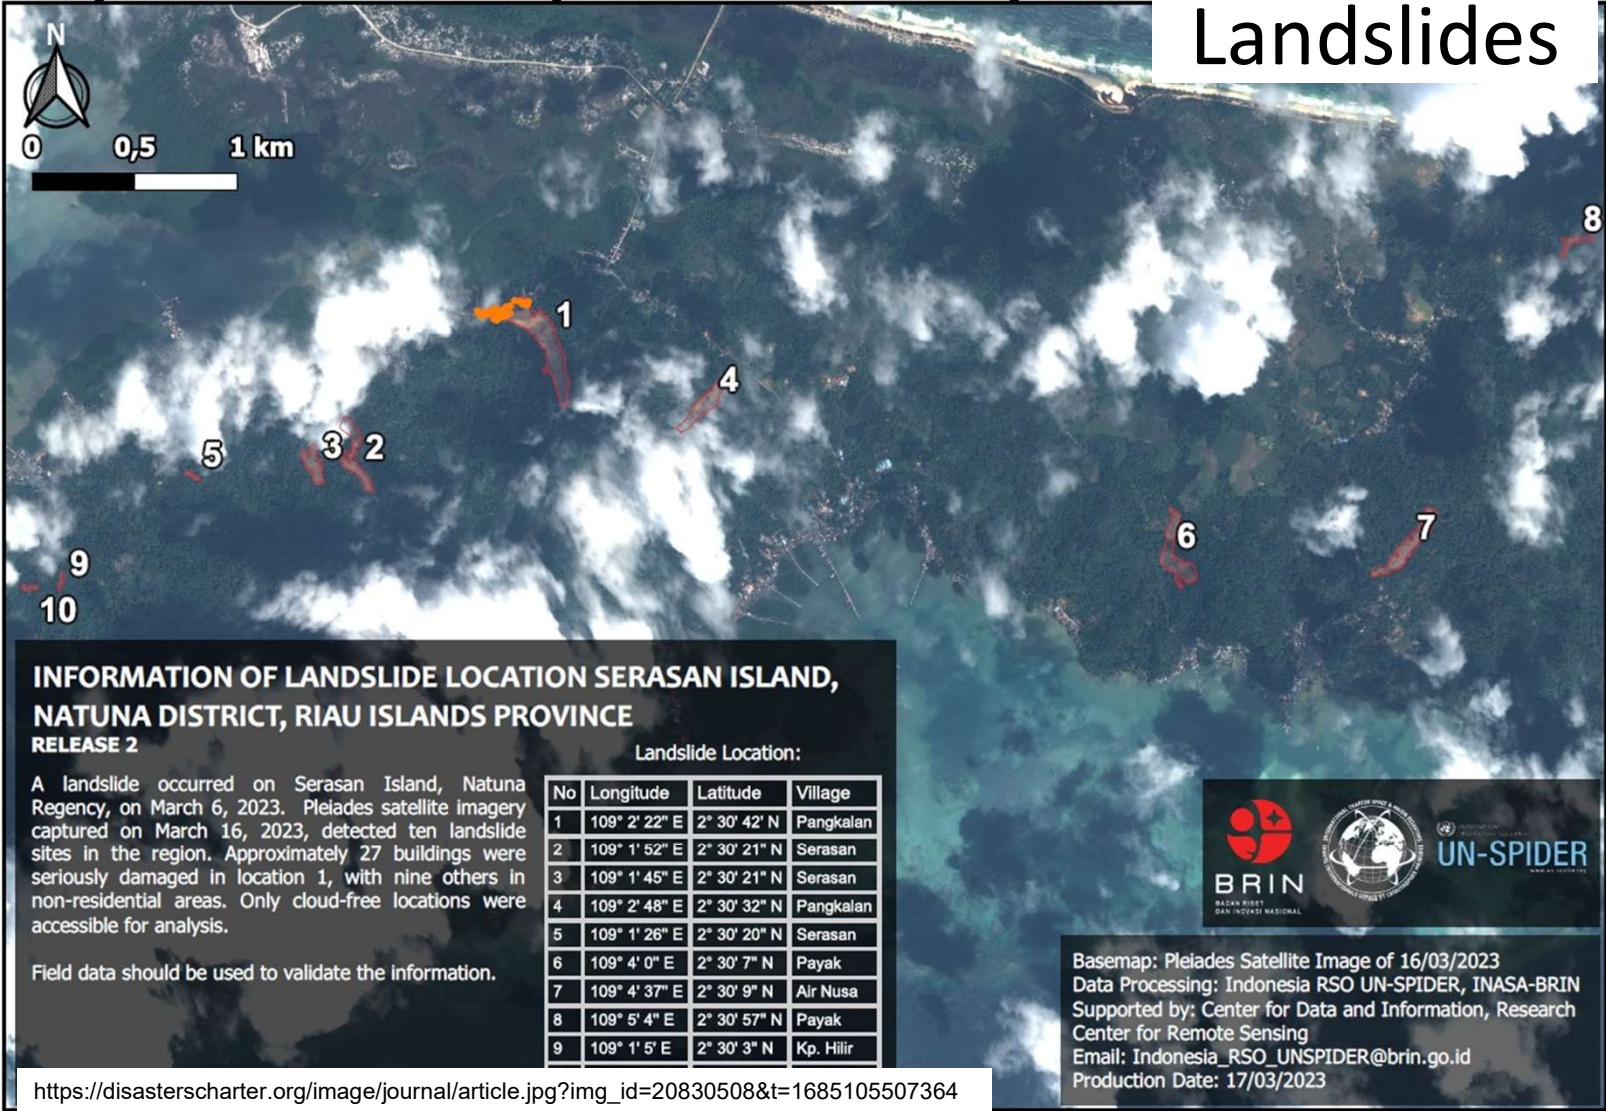 Landslides
N
0 0,5 1 km
8
1
4
5 3 2
6 7
9
10
INFORMATION OF LANDSLIDE LOCATION SERASAN ISLAND,
NATUNA DISTRICT, RIAU ISLANDS PROVINCE
RELEASE 2
A landslide occurred on Serasan Island, Natuna
Regency, on March 6, 2023. Pleiades satellite imagery
captured on March 16, 2023, detected ten landslide
sites in the region. Approximately 27 buildings were
seriously damaged in location 1, with nine others in
non-residential areas. Only cloud-free locations were
accessible for analysis.
Field data should be used to validate the information.
Landslide Location:
No Longitude Latitude Village
1 109° 2' 22" E 2° 30' 42' N Pangkalan
2 109° 1' 52" E 2° 30' 21" N Serasan
3 109° 1' 45" E 2° 30' 21" N Serasan
4 109° 2' 48" E 2° 30' 32" N Pangkalan
5 109° 1' 26" E 2° 30' 20" N Serasan
6 109° 4' 0" E 2° 30' 7" N Payak
7 109° 4' 37" E 2° 30' 9" N Air Nusa
8 109° 5' 4" E 2° 30' 57" N Payak
9 109° 1' 5' E 2° 30' 3" N Kp. Hilir
BRIN
BADAN RISET
DAN INOVASI NASIONAL
UN-SPIDER
www.un-spider.org
Basemap: Pleiades Satellite Image of 16/03/2023
Data Processing: Indonesia RSO UN-SPIDER, INASA-BRIN
Supported by: Center for Data and Information, Research
Center for Remote Sensing
Email: Indonesia_RSO_UNSPIDER@brin.go.id
Production Date: 17/03/2023
https://disasterscharter.org/image/journal/article.jpg?img_id=20830508&t=1685105507364